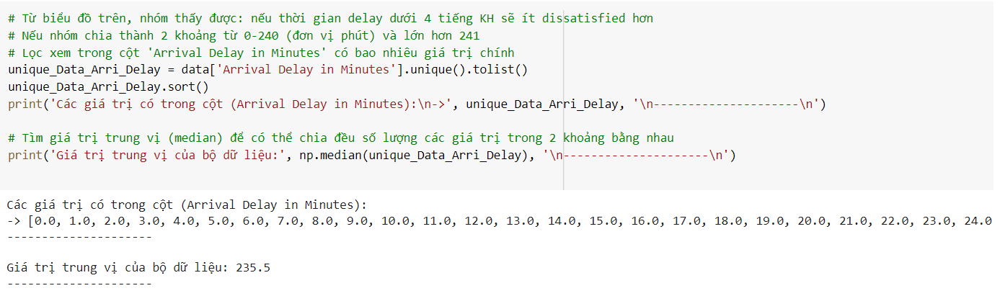 # Từ biểu đồ trên, nhóm thấy được: nếu thời gian delay dưới 4 tiếng KH sẽ ít dissatisfied hơn
# Nếu nhóm chia thành 2 khoảng từ 0-240 (đơn vị phút) và lớn hơn 241
# Lọc xem trong cột 'Arrival Delay in Minutes' có bao nhiêu giá trị chính
unique_Data_Arri_Delay = data['Arrival Delay in Minutes'].unique().tolist()
unique_Data_Arri_Delay.sort()
print('Các giá trị có trong cột (Arrival Delay in Minutes):\n->', unique_Data_Arri_Delay, '\n---------------------\n')
# Tìm giá trị trung vị (median) để có thể chia đều số lượng các giá trị trong 2 khoảng bằng nhau
print('Giá trị trung vị của bộ dữ liệu:', np.median(unique_Data_Arri_Delay), '\n---------------------\n')
Các giá trị có trong cột (Arrival Delay in Minutes):
-> [0.0, 1.0, 2.0, 3.0, 4.0, 5.0, 6.0, 7.0, 8.0, 9.0, 10.0, 11.0, 12.0, 13.0, 14.0, 15.0, 16.0, 17.0, 18.0, 19.0, 20.0, 21.0, 22.0, 23.0, 24.0
---------------------
Giá trị trung vị của bộ dữ liệu: 235.5
---------------------